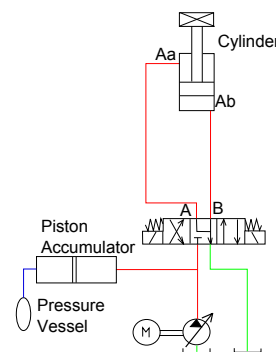 Cylinder
Aa
Ab
A
B
Piston
Accumulator
Pressure
Vessel
M